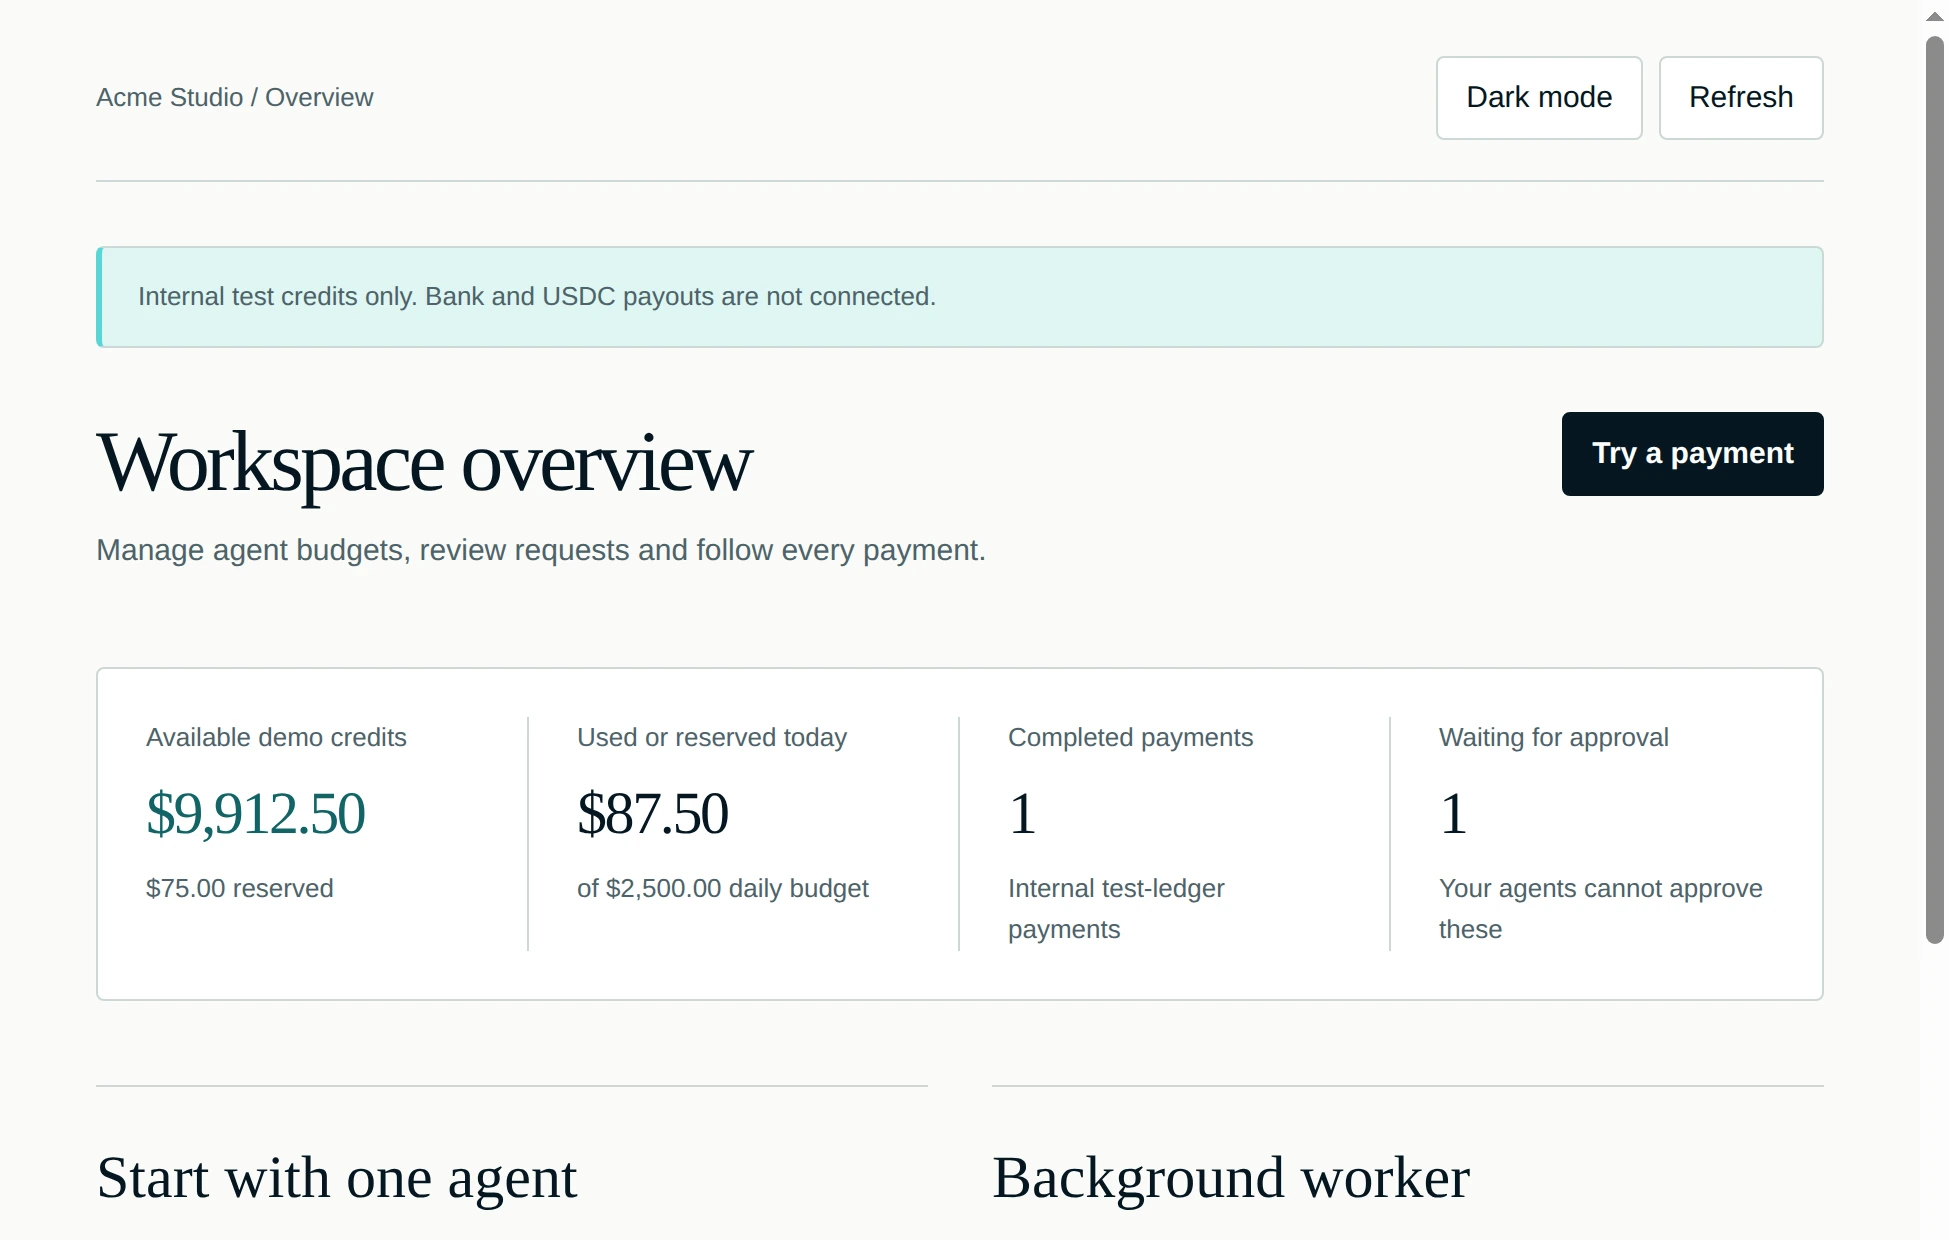 Acme Studio / Overview
Dark mode
Refresh
Internal test credits only. Bank and USDC payouts are not connected.
Workspace overview
Try a payment
Manage agent budgets, review requests and follow every payment.
Available demo credits
$9,912.50
$75.00 reserved
Used or reserved today
$87.50
of $2,500.00 daily budget
Completed payments
1
Internal test-ledger
payments
Waiting for approval
1
Your agents cannot approve
these
Start with one agent
Background worker